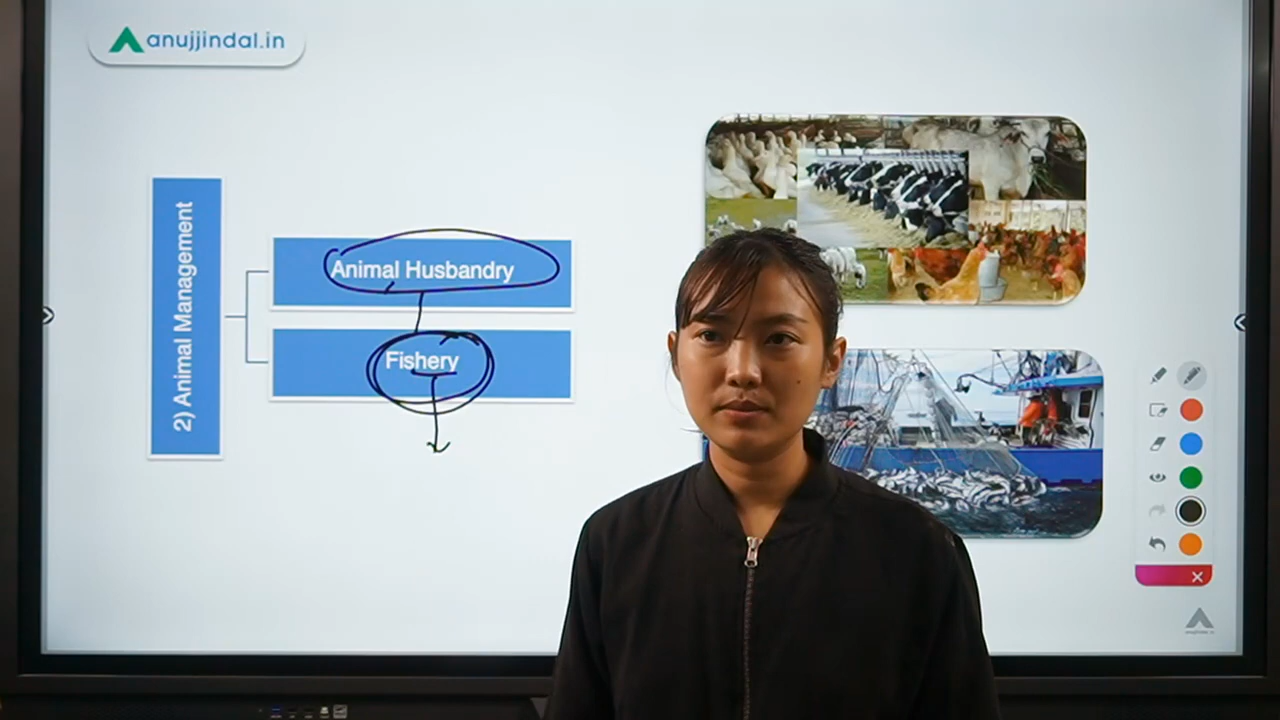 anujjindal.in
2) Animal Management
Animal Husbandry
Fishery